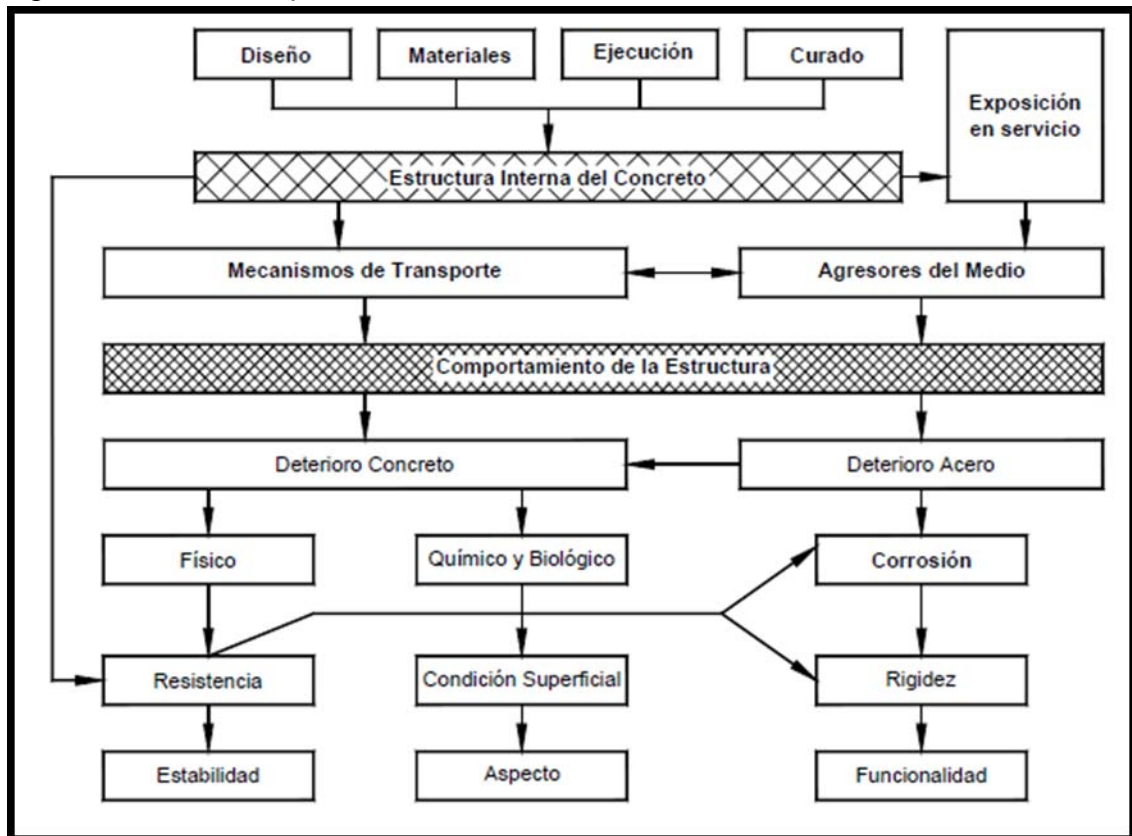 Diseño
Materiales
Ejecución
Curado
Exposición
en servicio
Estructura Interna del Concreto
Mecanismos de Transporte
Agresores del Medio
Comportamiento de la Estructura
Deterioro Concreto
Deterioro Acero
Físico
Químico y Biológico
Corrosión
Resistencia
Condición Superficial
Rigidez
Estabilidad
Aspecto
Funcionalidad